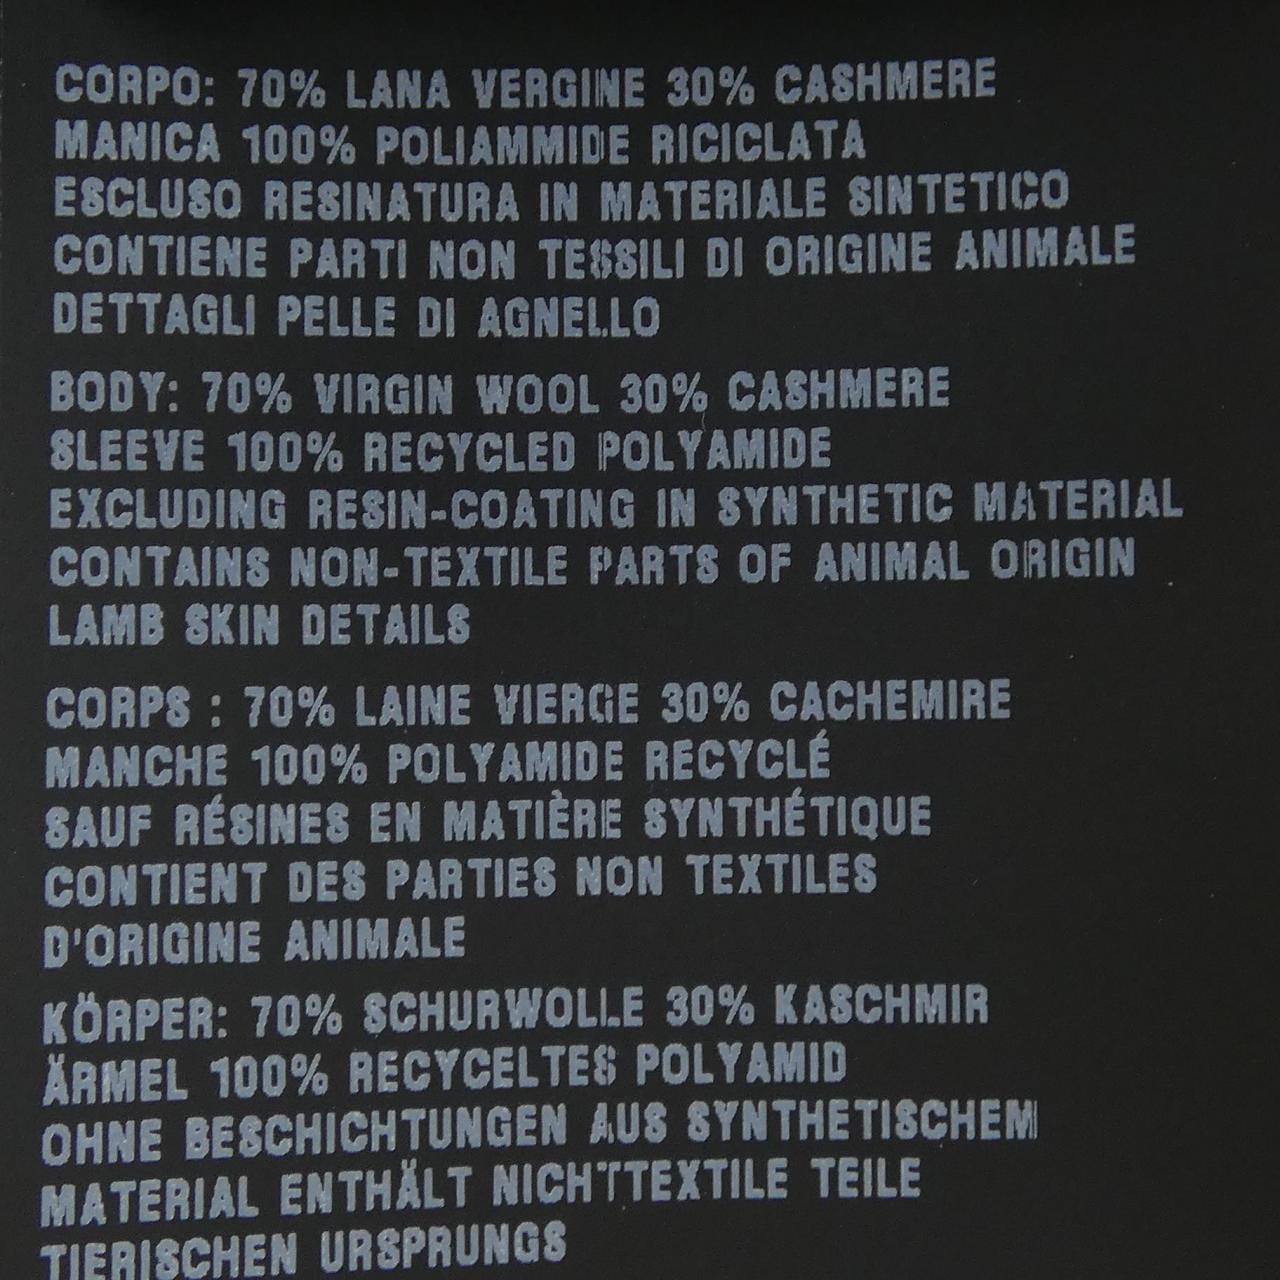 CORPO: 70% LANA VERGINE 30% CASHMERE
MANICA 100% POLIAMMIDE RICICLATA
ESCLUSO RESINATURA IN MATERIALE SINTETICO
CONTIENE PARTI NON TESSILI DI ORIGINE ANIMALE
DETTAGLI PELLE DI AGNELLO
BODY: 70% VIRGIN WOOL 30% CASHMERE
SLEEVE 100% RECYCLED POLYAMIDE
EXCLUDING RESIN-COATING IN SYNTHETIC MATERIAL
CONTAINS NON-TEXTILE PARTS OF ANIMAL ORIGIN
LAMB SKIN DETAILS
CORPS : 70% LAINE VIERGE 30% CACHEMIRE
MANCHE 100% POLYAMIDE RECYCLÉ
SAUF RÉSINES EN MATIÈRE SYNTHÉTIQUE
CONTIENT DES PARTIES NON TEXTILES
D'ORIGINE ANIMALE
KÖRPER: 70% SCHURWOLLE 30% KASCHMIR
ÄRMEL 100% RECYCELTES POLYAMID
OHNE BESCHICHTUNGEN AUS SYNTHETISCHEM
MATERIAL ENTHÄLT NICHTTEXTILE TEILE
TIERISCHEN URSPRUNGS